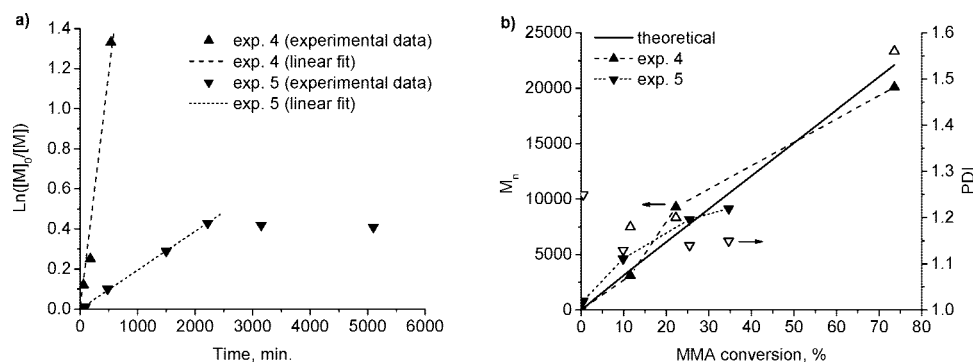 a)
Ln([M]0/[M])
1.4
1.2
1.0
0.8
0.6
0.4
0.2
0.0
exp. 4 (experimental data)
exp. 4 (linear fit)
exp. 5 (experimental data)
exp. 5 (linear fit)
0 1000 2000 3000 4000 5000 6000
Time, min.
b)
Mn
25000
20000
15000
10000
5000
0
theoretical
exp. 4
exp. 5
1.6
1.5
1.4
1.3
1.2
1.1
1.0
PDI
0 10 20 30 40 50 60 70 80
MMA conversion, %